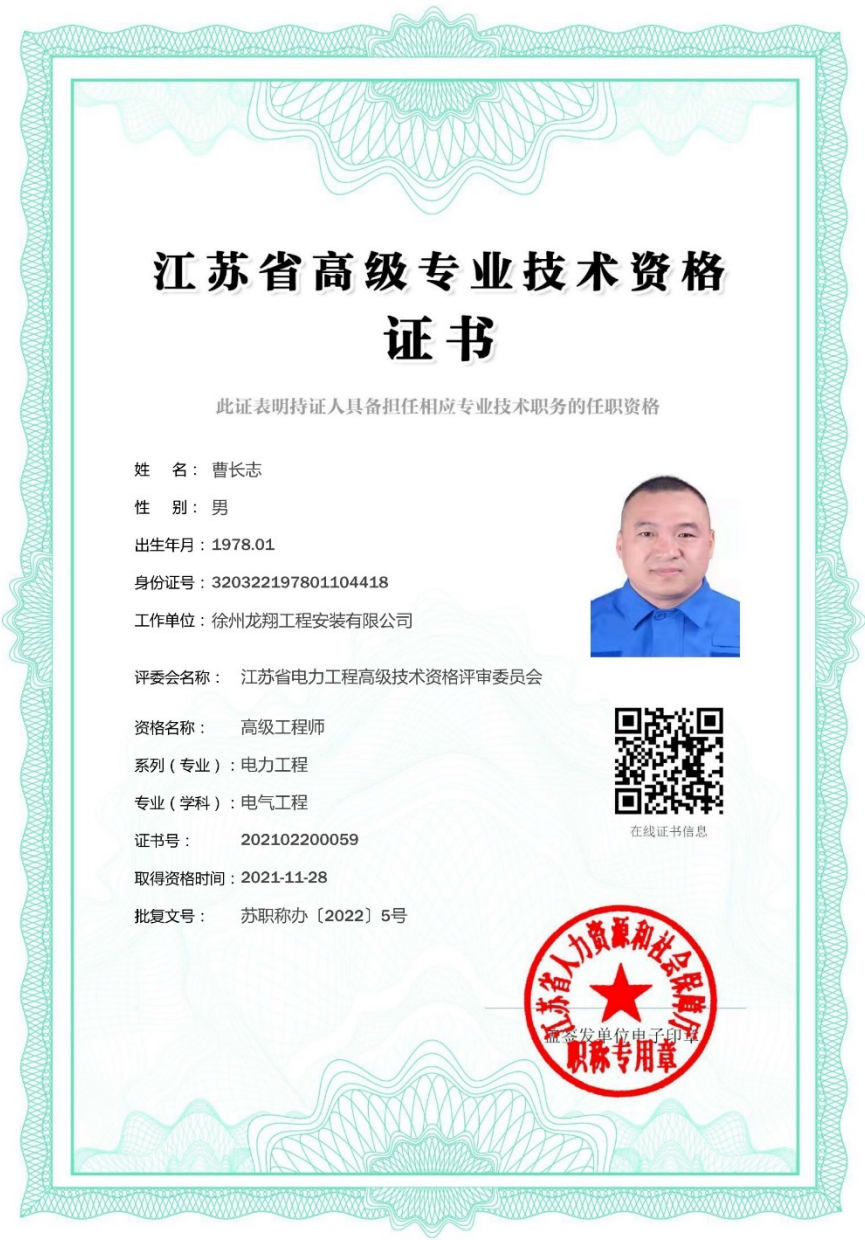 江苏省高级专业技术资格
证书
此证表明持证人具备担任相应专业技术职务的任职资格
姓 名： 曹长志
性 别： 男
出生年月：1978.01
身份证号：320322197801104418
工作单位：徐州龙翔工程安装有限公司
评委会名称： 江苏省电力工程高级技术资格评审委员会
资格名称： 高级工程师
系列（专业）：电力工程
专业（学科）：电气工程
证书号： 202102200059
取得资格时间：2021-11-28
批复文号： 苏职称办〔2022〕5号
在线证书信息
江苏省人力资源和社会保障厅
盖签发单位电子印章
职称专用章